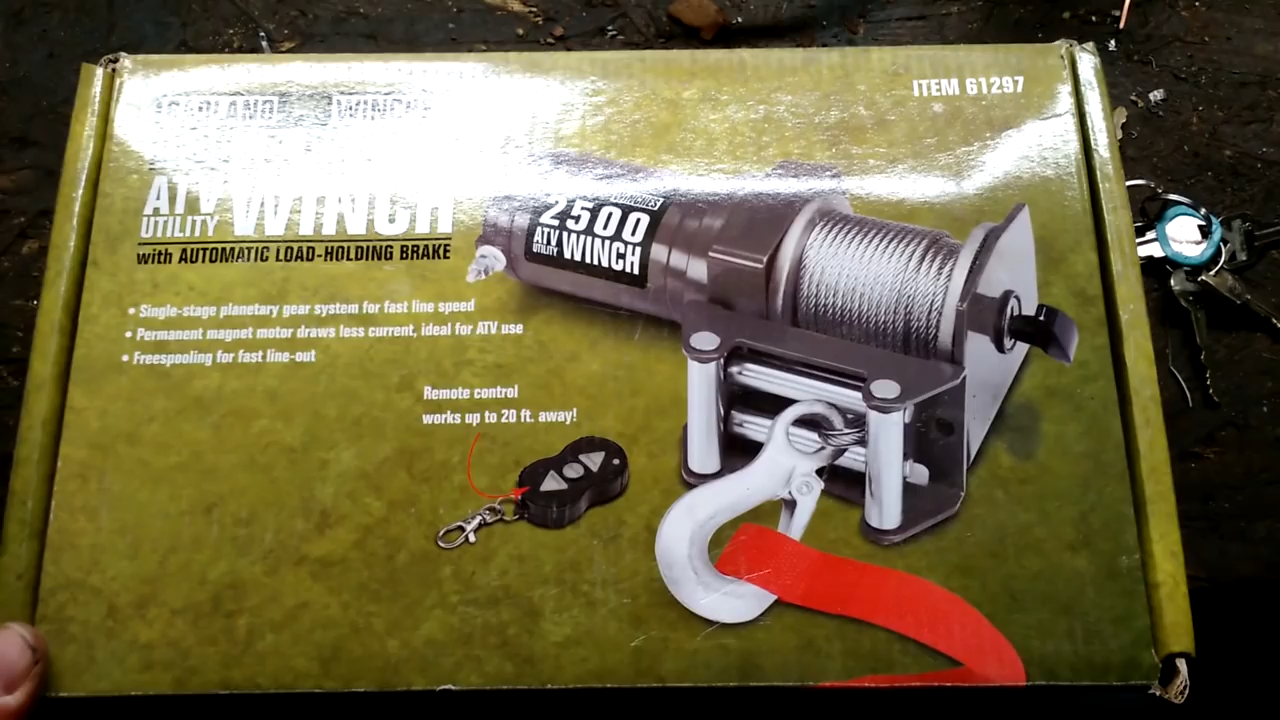 ITEM 61297
WINCHES
ATV
UTILITY WINCH
with AUTOMATIC LOAD-HOLDING BRAKE
• Single-stage planetary gear system for fast line speed
• Permanent magnet motor draws less current, ideal for ATV use
• Freespooling for fast line-out
WINCHES
2500
ATV
UTILITY WINCH
Remote control
works up to 20 ft. away!